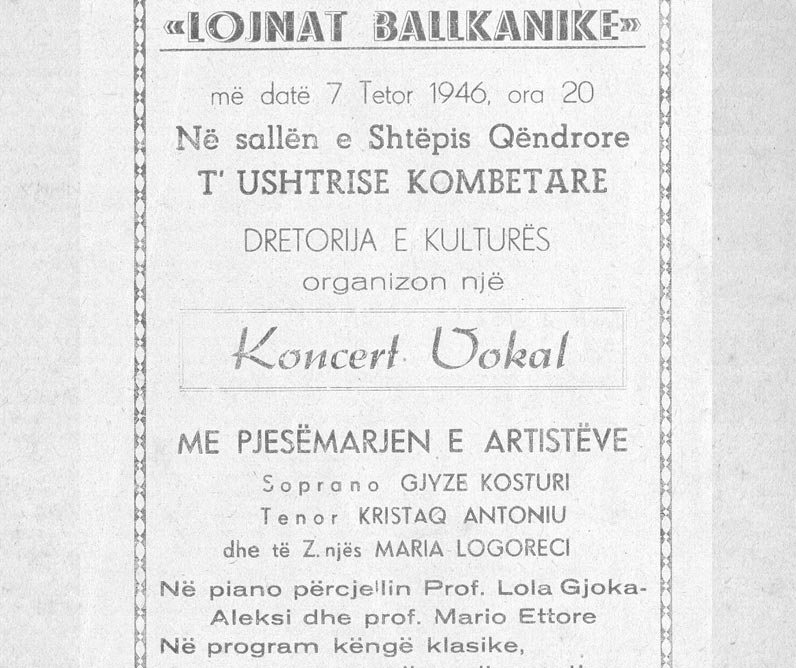 «LOJNAT BALLKANIKE»
më datë 7 Tetor 1946, ora 20
Në sallën e Shtëpis Qëndrore
T' USHTRISE KOMBETARE
DRETORIJA E KULTURËS
organizon një
Koncert Vokal
ME PJESËMARJEN E ARTISTËVE
Soprano GJYZE KOSTURI
Tenor KRISTAQ ANTONIU
dhe të Z.njës MARIA LOGORECI
Në piano përcjellin Prof. Lola Gjoka-
Aleksi dhe prof. Mario Ettore
Në program këngë klasike,